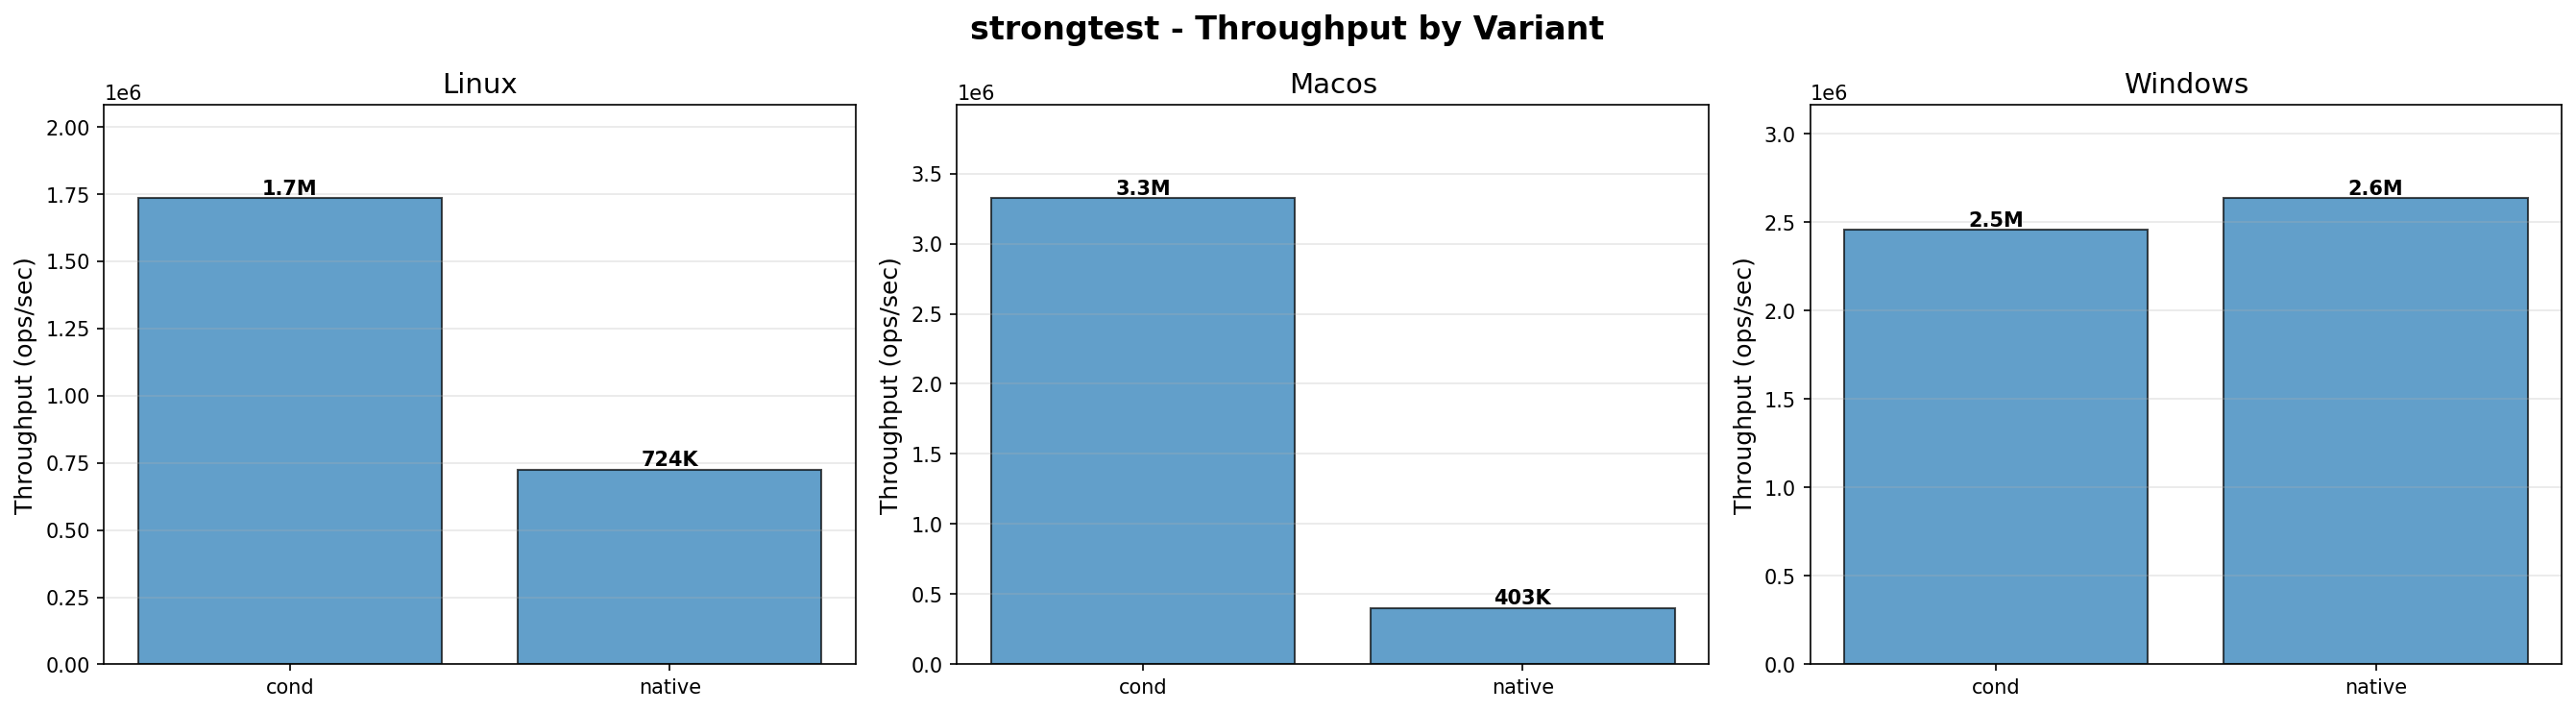 strongtest - Throughput by Variant
Linux
1e6
Throughput (ops/sec)
2.00
1.75
1.50
1.25
1.00
0.75
0.50
0.25
0.00
1.7M
724K
cond
native
Macos
1e6
Throughput (ops/sec)
3.5
3.0
2.5
2.0
1.5
1.0
0.5
0.0
3.3M
403K
cond
native
Windows
1e6
Throughput (ops/sec)
3.0
2.5
2.0
1.5
1.0
0.5
0.0
2.5M
2.6M
cond
native